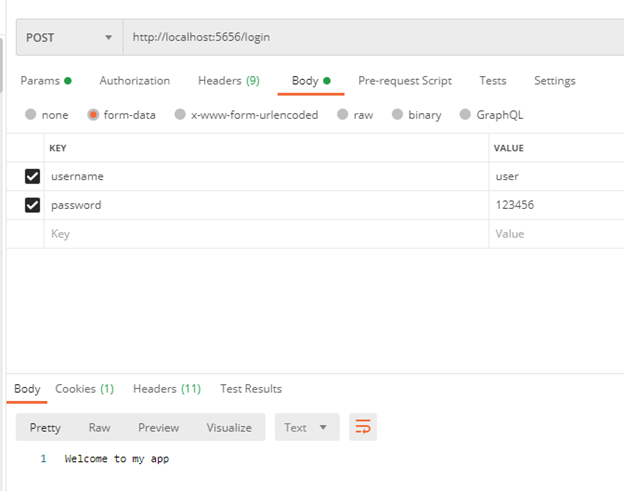 POST http://localhost:5656/login
Params Authorization Headers (9) Body Pre-request Script Tests Settings
none form-data x-www-form-urlencoded raw binary GraphQL
KEY VALUE
username user
password 123456
Key Value
Body Cookies (1) Headers (11) Test Results
Pretty Raw Preview Visualize Text
1 Welcome to my app